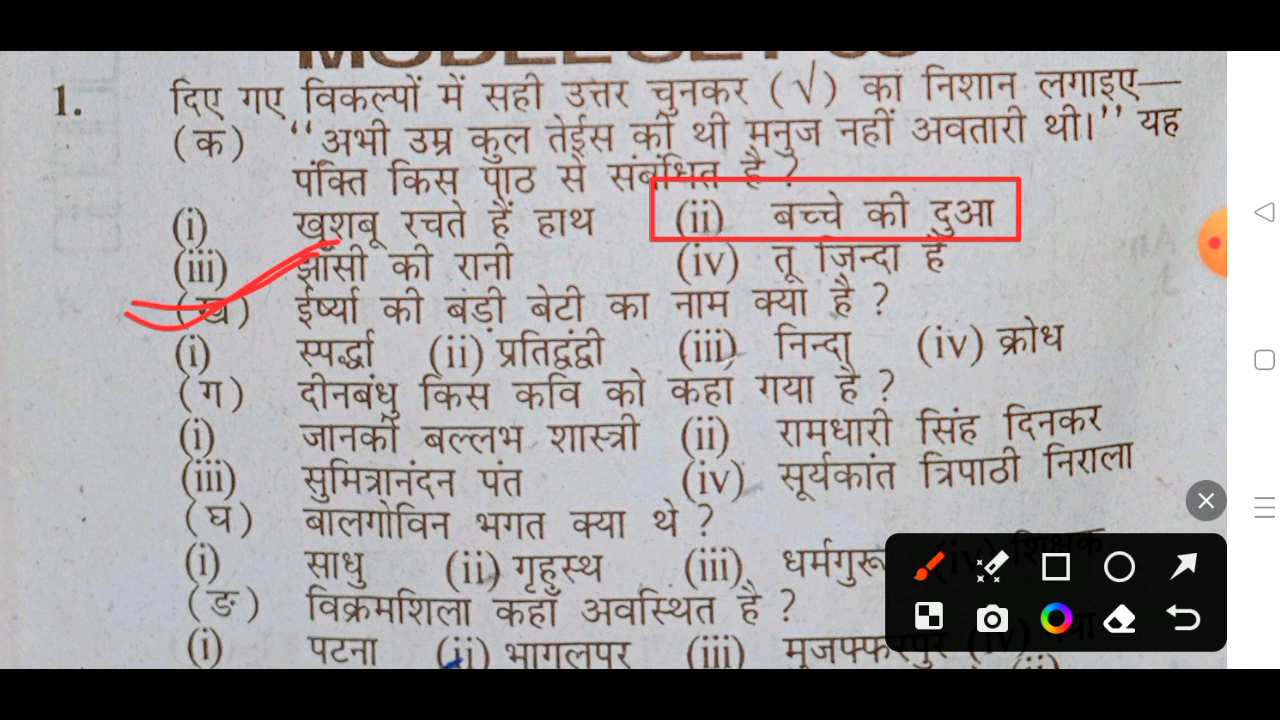 1. दिए गए विकल्पों में सही उत्तर चुनकर (√) का निशान लगाइए—
(क) "अभी उम्र कुल तेईस की थी मनुज नहीं अवतारी थी।" यह
पंक्ति किस पाठ से संबंधित है ?
(i) खुशबू रचते हैं हाथ (ii) बच्चे की दुआ
(iii) झाँसी की रानी (iv) तू जिन्दा है
(ख) ईर्ष्या की बड़ी बेटी का नाम क्या है ?
(i) स्पर्द्धा (ii) प्रतिद्वंद्वी (iii) निन्दा (iv) क्रोध
(ग) दीनबंधु किस कवि को कहा गया है ?
(i) जानकी बल्लभ शास्त्री (ii) रामधारी सिंह दिनकर
(iii) सुमित्रानंदन पंत (iv) सूर्यकांत त्रिपाठी निराला
(घ) बालगोविन भगत क्या थे ?
(i) साधु (ii) गृहस्थ (iii) धर्मगुरू (iv) शिक्षक
(ङ) विक्रमशिला कहाँ अवस्थित है ?
(i) पटना (ii) भागलपुर (iii) मुजफ्फरपुर (iv)